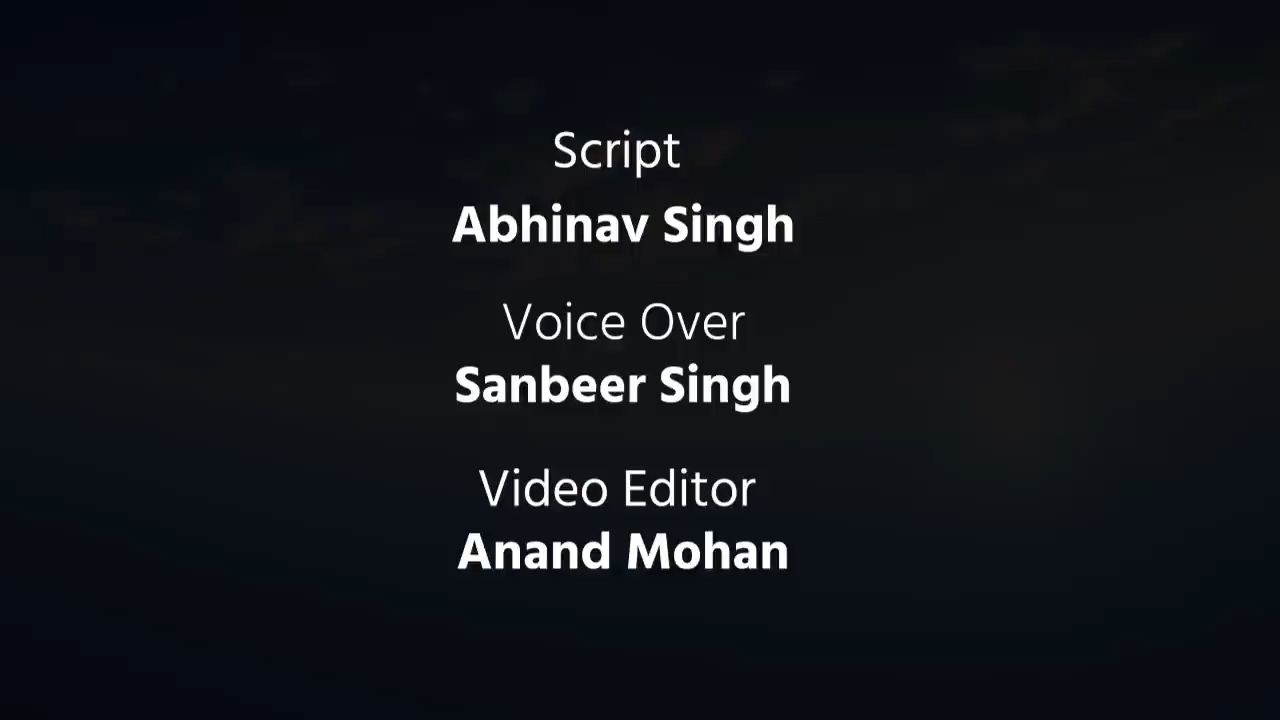 Script
Abhinav Singh
Voice Over
Sanbeer Singh
Video Editor
Anand Mohan